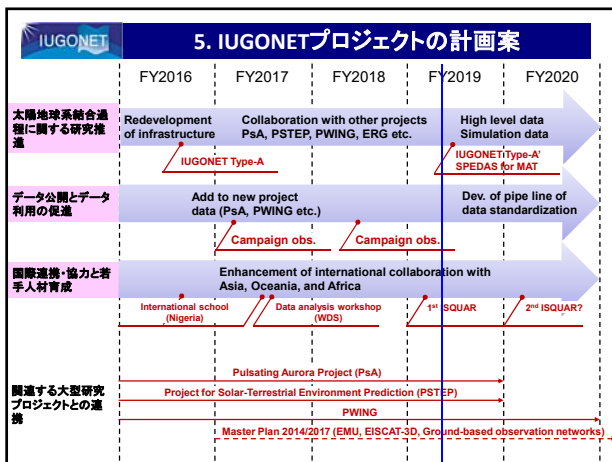 IUGONET
5. IUGONETプロジェクトの計画案
FY2016 FY2017 FY2018 FY2019 FY2020
太陽地球系結合過
程に関する研究推
進
Redevelopment
of infrastructure
Collaboration with other projects
PsA, PSTEP, PWING, ERG etc.
High level data
Simulation data
IUGONET Type-A
IUGONET Type-A'
SPEDAS for MAT
データ公開とデータ
利用の促進
Add to new project
data (PsA, PWING etc.)
Dev. of pipe line of
data standardization
Campaign obs.
Campaign obs.
国際連携・協力と若
手人材育成
Enhancement of international collaboration with
Asia, Oceania, and Africa
International school
(Nigeria)
Data analysis workshop
(WDS)
1st ISQUAR
2nd ISQUAR?
関連する大型研究
プロジェクトとの連
携
Pulsating Aurora Project (PsA)
Project for Solar-Terrestrial Environment Prediction (PSTEP)
PWING
Master Plan 2014/2017 (EMU, EISCAT-3D, Ground-based observation networks)